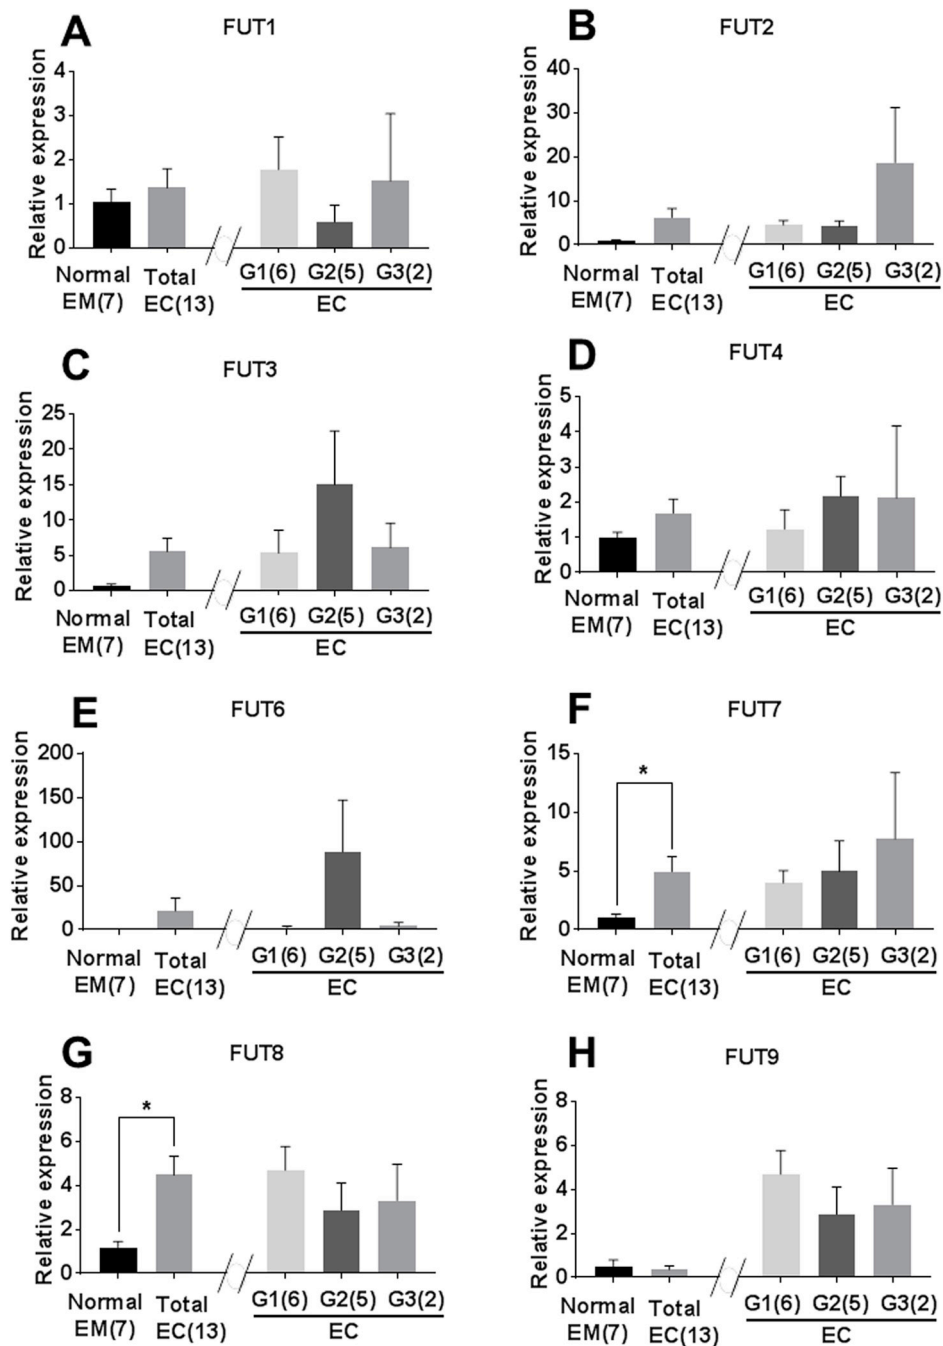 A
FUT1
Relative expression
4
3
2
1
0
Normal EM(7)
Total EC(13)
G1(6) G2(5) G3(2)
EC
B
FUT2
Relative expression
40
30
20
10
0
Normal EM(7)
Total EC(13)
G1(6) G2(5) G3(2)
EC
C
FUT3
Relative expression
25
20
15
10
5
0
Normal EM(7)
Total EC(13)
G1(6) G2(5) G3(2)
EC
D
FUT4
Relative expression
5
4
3
2
1
0
Normal EM(7)
Total EC(13)
G1(6) G2(5) G3(2)
EC
E
FUT6
Relative expression
200
150
100
50
0
Normal EM(7)
Total EC(13)
G1(6) G2(5) G3(2)
EC
F
FUT7
Relative expression
15
10
5
0
*
Normal EM(7)
Total EC(13)
G1(6) G2(5) G3(2)
EC
G
FUT8
Relative expression
8
6
4
2
0
*
Normal EM(7)
Total EC(13)
G1(6) G2(5) G3(2)
EC
H
FUT9
Relative expression
8
6
4
2
0
Normal EM(7)
Total EC(13)
G1(6) G2(5) G3(2)
EC